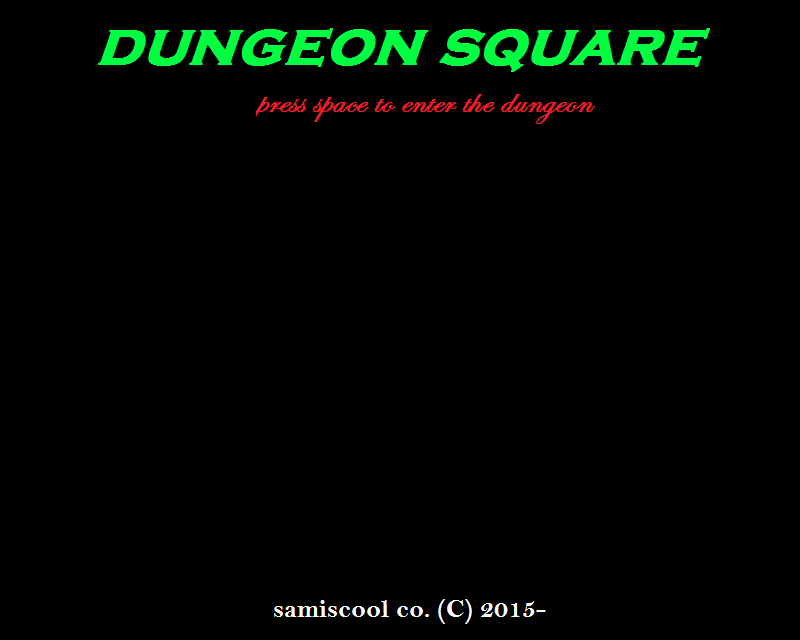 DUNGEON SQUARE
press space to enter the dungeon
samiscool co. (C) 2015-